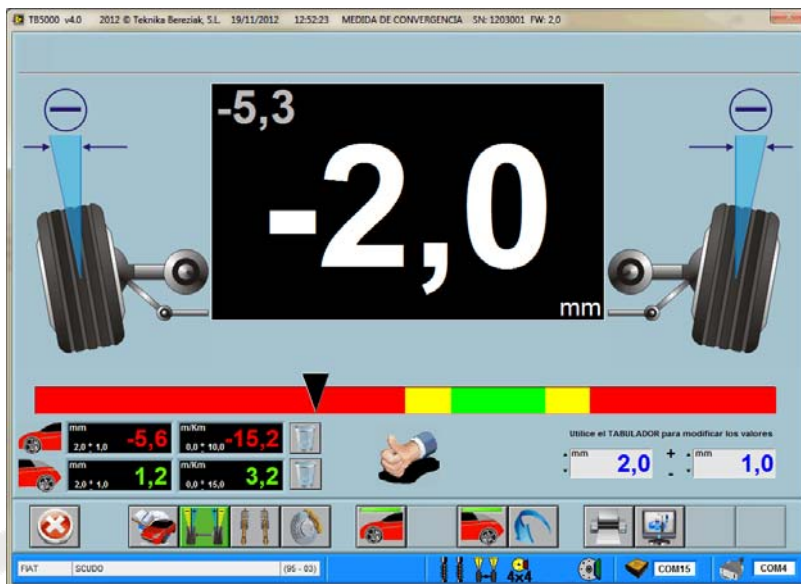 TB5000 v4.0 2012 © Teknika Bereziak, S.L. 19/11/2012 12:52:23 MEDIDA DE CONVERGENCIA SN: 1203001 FW: 2,0
-5,3
-2,0
mm
mm 2,0 ± 1,0 -5,6 m/Km 0,0 ± 10,0 -15,2
mm 2,0 ± 1,0 1,2 m/Km 0,0 ± 15,0 3,2
Utilice el TABULADOR para modificar los valores
mm 2,0 + - mm 1,0
FIAT SCUDO (95 - 03) 4x4 COM15 COM4